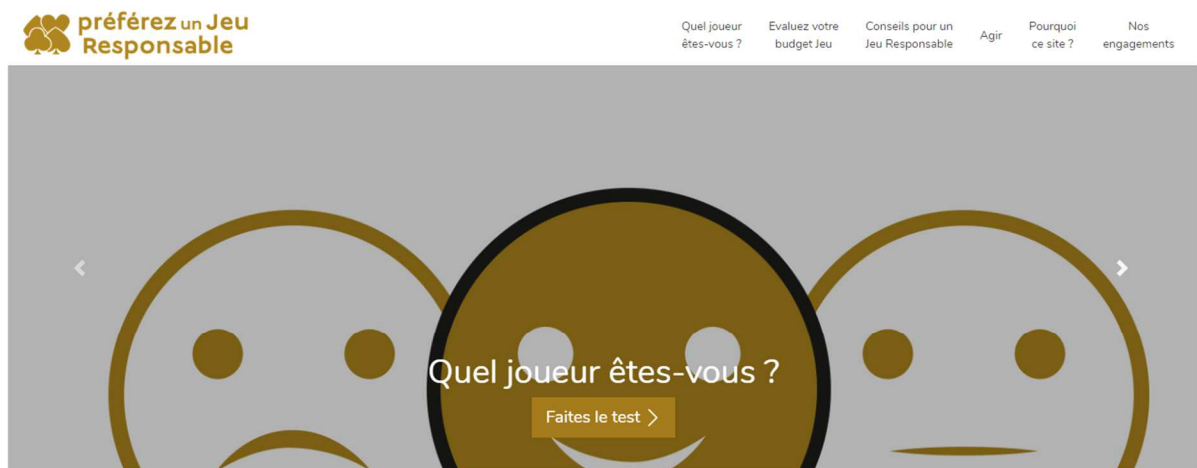 préférez un Jeu
Responsable
Quel joueur
êtes-vous ?
Evaluez votre
budget Jeu
Conseils pour un
Jeu Responsable
Agir
Pourquoi
ce site ?
Nos
engagements
Quel joueur êtes-vous ?
Faites le test